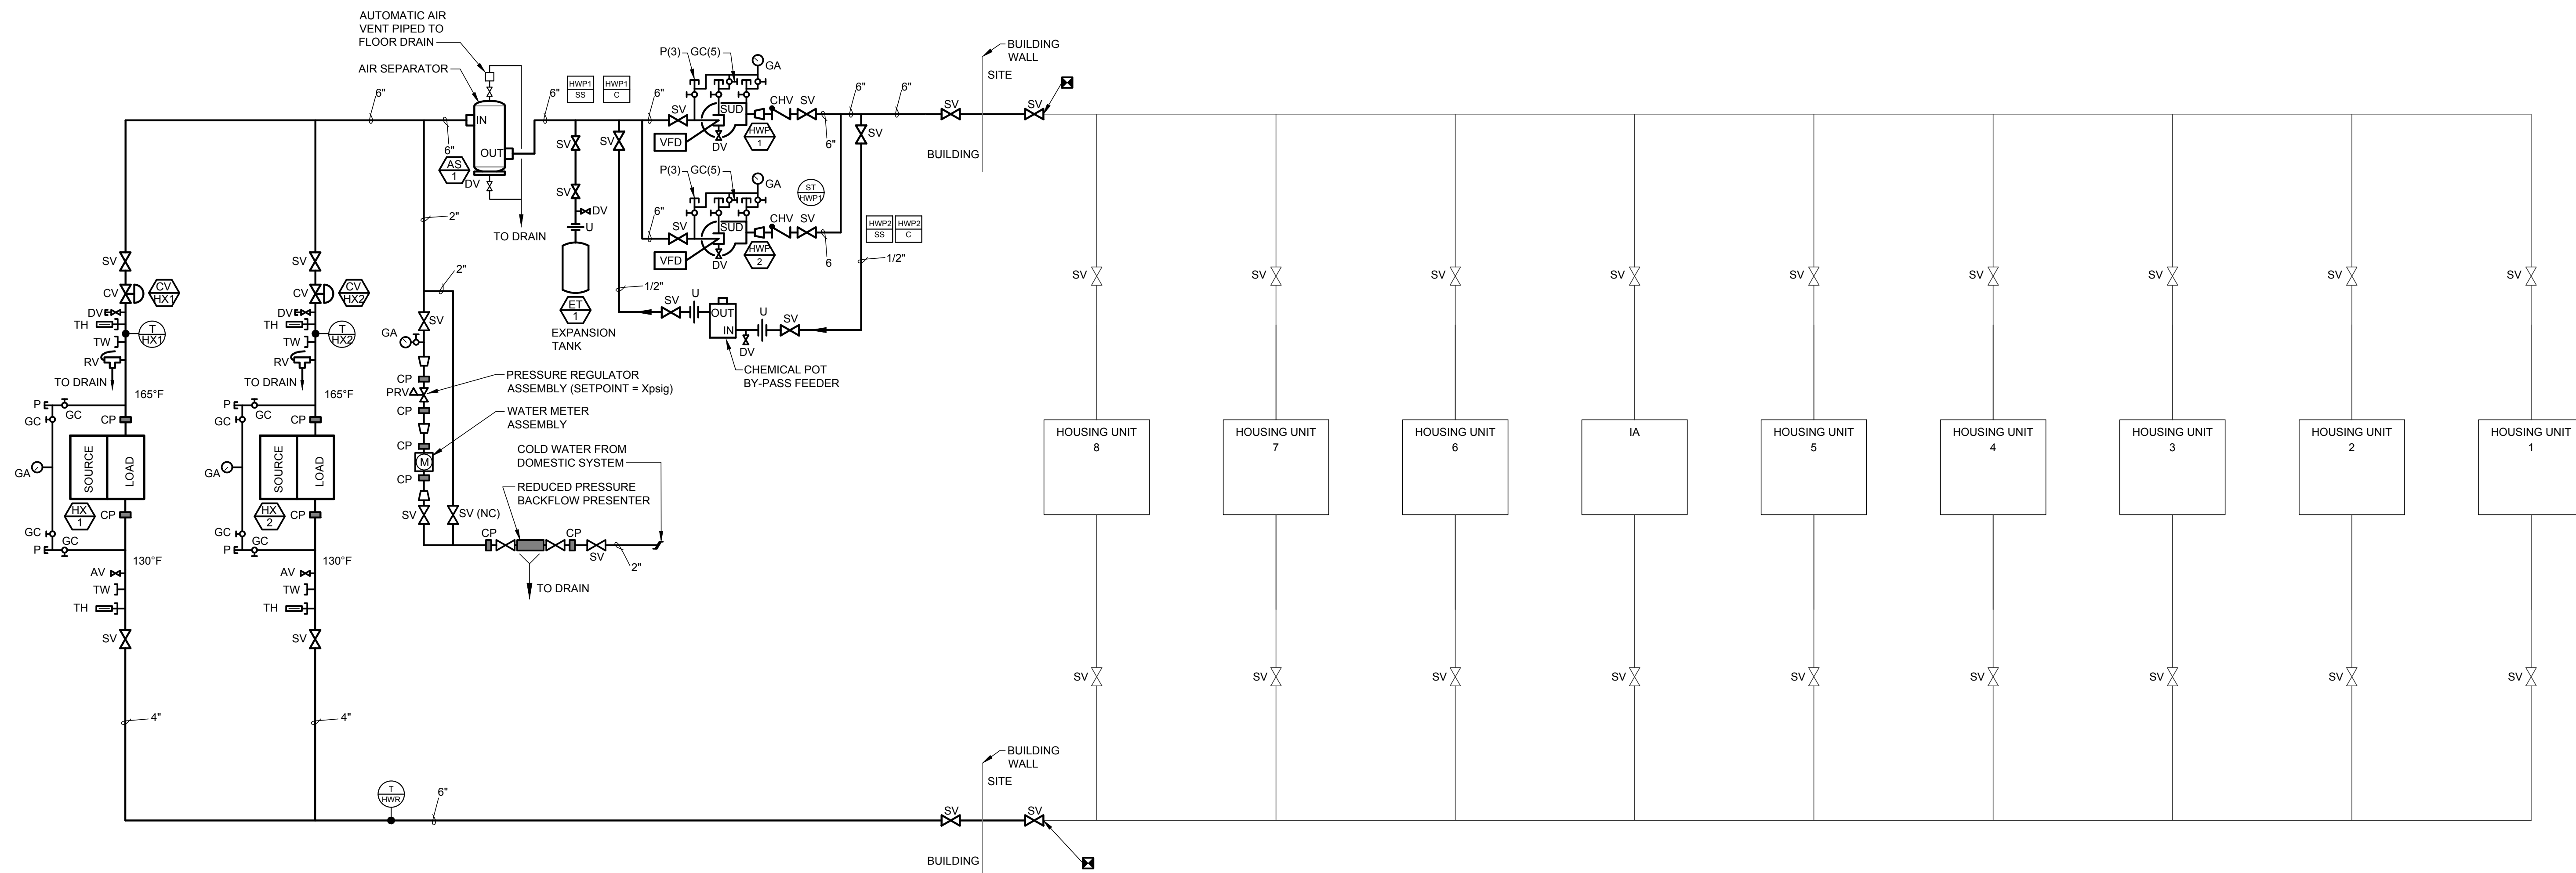 AUTOMATIC AIR
VENT PIPED TO
FLOOR DRAIN
AIR SEPARATOR
6"
6"
IN
OUT
AS
1
DV
TO DRAIN
6"
HWP1
SS
HWP1
C
6"
P(3)
GC(5)
GA
SV
SUD
CHV
SV
VFD
DV
HWP
1
6"
6"
6"
SV
SV
SV
BUILDING
WALL
SITE
BUILDING
SV
SV
SV
DV
U
ET
1
EXPANSION
TANK
SV
P(3)
GC(5)
GA
ST
HWP1
6"
SV
SUD
CHV
SV
VFD
DV
HWP
2
6
HWP2
SS
HWP2
C
1/2"
1/2"
SV
U
OUT
IN
U
SV
DV
CHEMICAL POT
BY-PASS FEEDER
2"
2"
SV
GA
CP
PRV
CP
PRESSURE REGULATOR
ASSEMBLY (SETPOINT = Xpsig)
WATER METER
ASSEMBLY
CP
M
CP
COLD WATER FROM
DOMESTIC SYSTEM
REDUCED PRESSURE
BACKFLOW PRESENTER
SV
SV (NC)
CP
CP
SV
2"
TO DRAIN
SV
CV
CV
HX1
DV
TH
T
HX1
TW
RV
TO DRAIN
165°F
P
GC
GC
CP
SOURCE
LOAD
GA
HX
1
CP
GC
GC
P
130°F
AV
TW
TH
SV
4"
SV
CV
CV
HX2
DV
TH
T
HX2
TW
RV
TO DRAIN
165°F
P
GC
GC
CP
SOURCE
LOAD
GA
HX
2
CP
GC
GC
P
130°F
AV
TW
TH
SV
4"
T
HWR
6"
SV
SV
BUILDING
WALL
SITE
BUILDING
SV
SV
SV
SV
SV
SV
SV
SV
SV
HOUSING UNIT
8
HOUSING UNIT
7
HOUSING UNIT
6
IA
HOUSING UNIT
5
HOUSING UNIT
4
HOUSING UNIT
3
HOUSING UNIT
2
HOUSING UNIT
1
SV
SV
SV
SV
SV
SV
SV
SV
SV